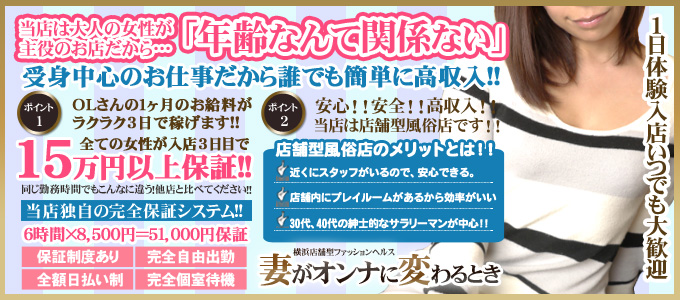 当店は大人の女性が
主役のお店だから…
「年齢なんて関係ない」
受身中心のお仕事だから誰でも簡単に高収入!!
ポイント
1
OLさんの1ヶ月のお給料が
ラクラク3日で稼げます!!
全ての女性が入店3日目で
15万円以上保証!!
同じ勤務時間でもこんなに違う!他店と比べてください!!
当店独自の完全保証システム!!
6時間×8,500円=51,000円保証
保証制度あり
完全自由出勤
全額日払い制
完全個室待機
ポイント
2
安心!!安全!!高収入!!
当店は店舗型風俗店です!!
店舗型風俗店のメリットとは!!
近くにスタッフがいるので、安心できる。
店舗内にプレイルームがあるから効率がいい
30代、40代の紳士的なサラリーマンが中心!!
横浜店舗型ファッションヘルス
妻がオンナに変わるとき
1日体験入店いつでも大歓迎